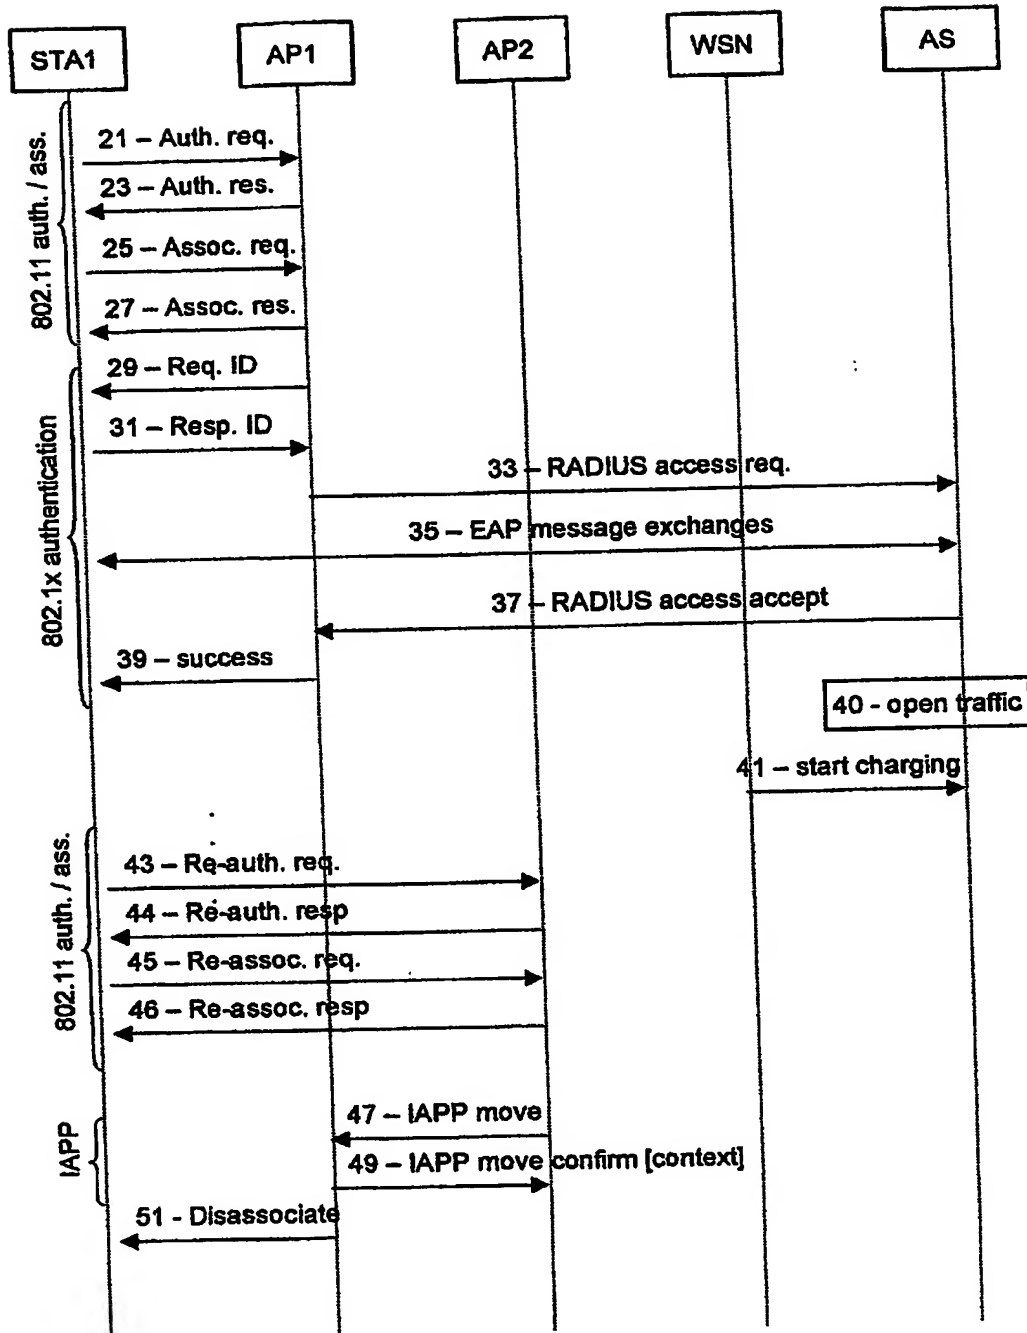 STA1
AP1
AP2
WSN
AS
802.11 auth. / ass.
21 – Auth. req.
23 – Auth. res.
25 – Assoc. req.
27 – Assoc. res.
802.1x authentication
29 – Req. ID
31 – Resp. ID
33 – RADIUS access req.
35 – EAP message exchanges
37 – RADIUS access accept
39 – success
40 - open traffic
41 – start charging
802.11 auth. / ass.
43 – Re-auth. req.
44 – Re-auth. resp
45 – Re-assoc. req.
46 – Re-assoc. resp
IAPP
47 – IAPP move
49 – IAPP move confirm [context]
51 - Disassociate